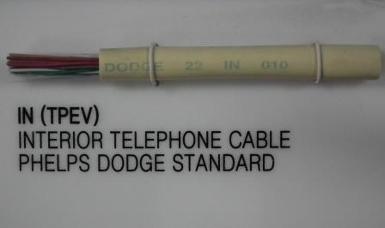 DODGE 22 IN 010
IN (TPEV)
INTERIOR TELEPHONE CABLE
PHELPS DODGE STANDARD